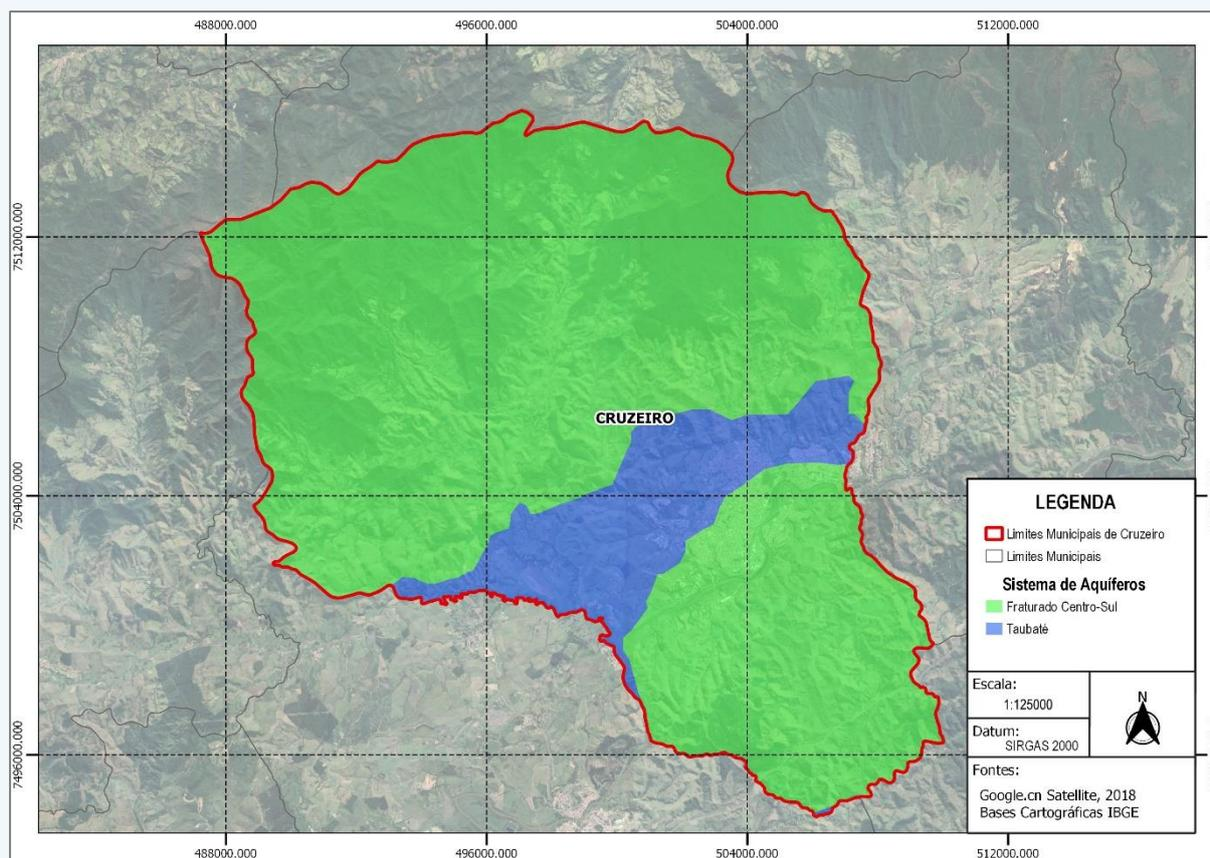 488000.000 496000.000 504000.000 512000.000
7512000.000
7504000.000
7496000.000
CRUZEIRO
LEGENDA
Limites Municipais de Cruzeiro
Limites Municipais
Sistema de Aquíferos
Fraturado Centro-Sul
Taubaté
Escala:
1:125000
Datum:
SIRGAS 2000
N
Fontes:
Google.cn Satellite, 2018
Bases Cartográficas IBGE
488000.000 496000.000 504000.000 512000.000